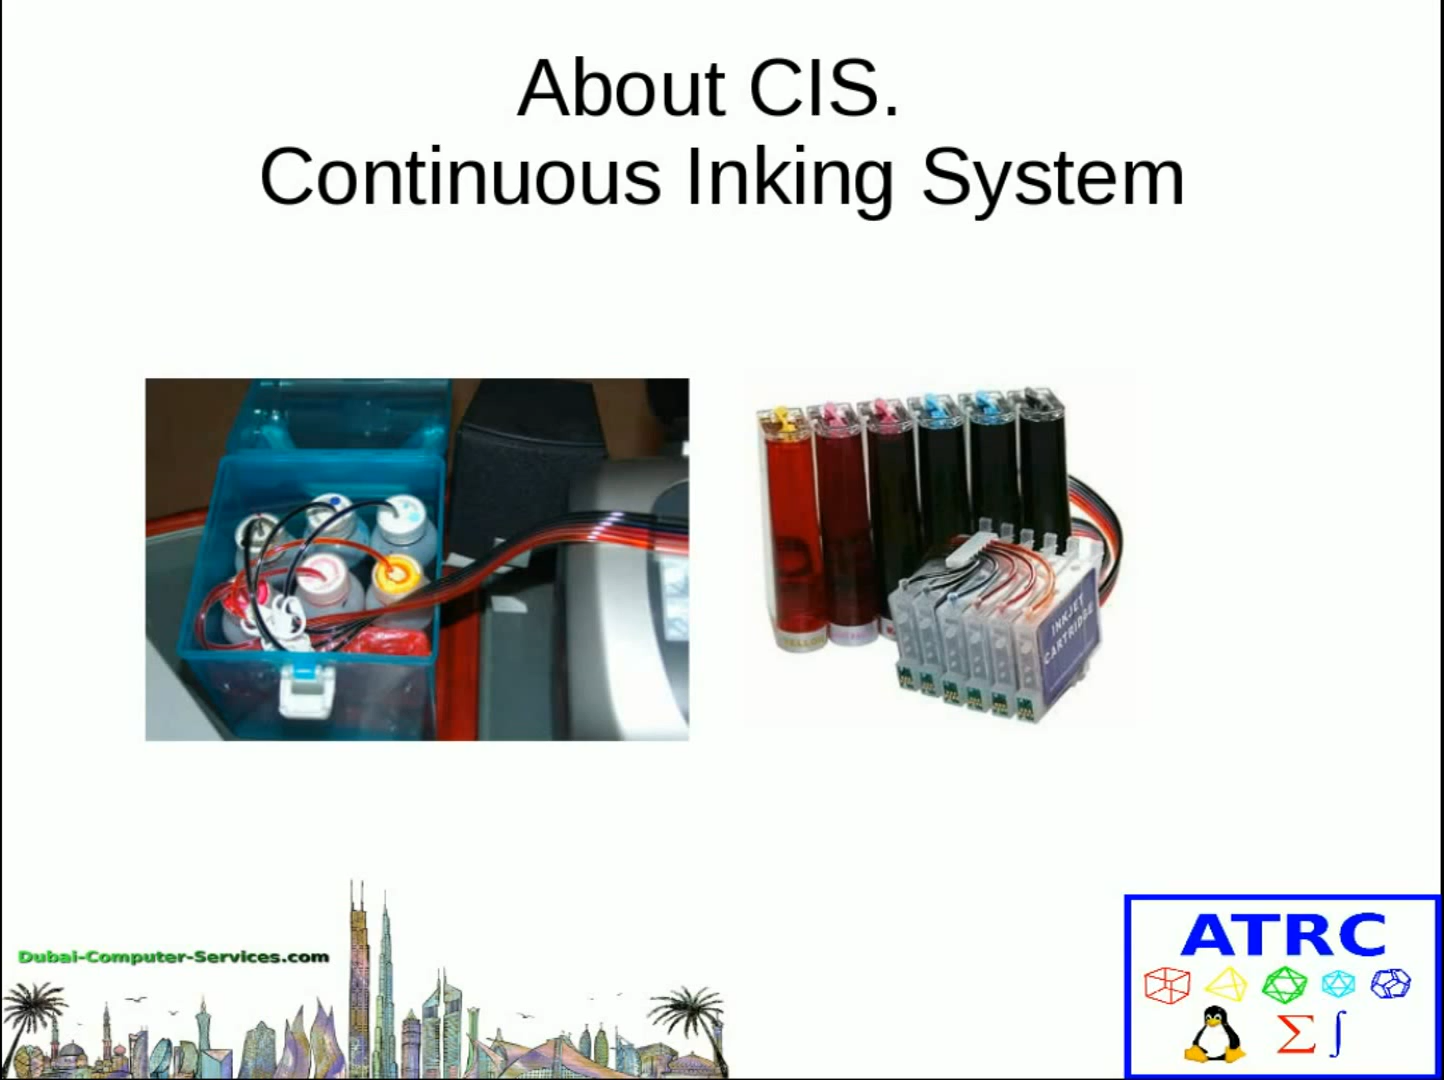 About CIS.
Continuous Inking System
INKJET
CARTRIDGE
Dubai-Computer-Services.com
ATRC
Σ ∫